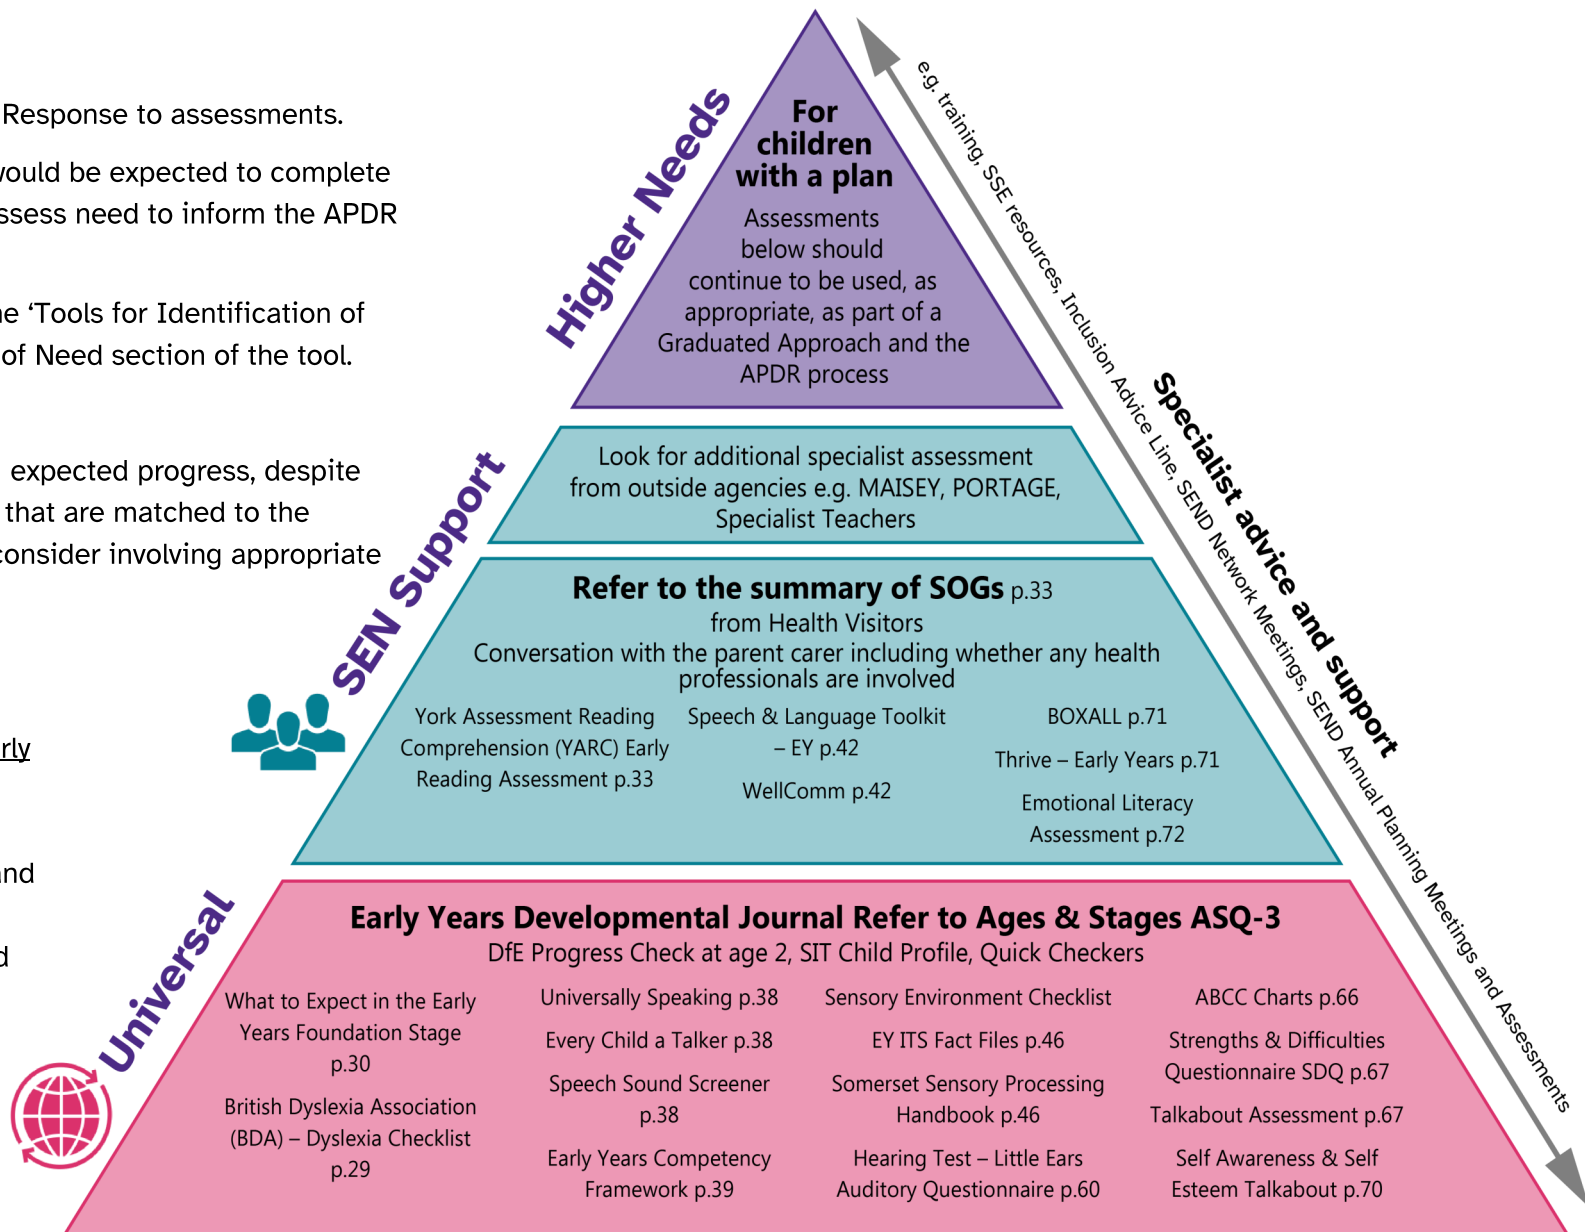 Response to assessments.
would be expected to complete
ssess need to inform the APDR
ne ‘Tools for Identification of
of Need section of the tool.
expected progress, despite
that are matched to the
consider involving appropriate
rly
and
d
Higher Needs
For
children
with a plan
Assessments
below should
continue to be used, as
appropriate, as part of a
Graduated Approach and the
APDR process
SEN Support
Look for additional specialist assessment
from outside agencies e.g. MAISEY, PORTAGE,
Specialist Teachers
Refer to the summary of SOGs p.33
from Health Visitors
Conversation with the parent carer including whether any health
professionals are involved
York Assessment Reading
Comprehension (YARC) Early
Reading Assessment p.33
Speech & Language Toolkit
– EY p.42
WellComm p.42
BOXALL p.71
Thrive – Early Years p.71
Emotional Literacy
Assessment p.72
Universal
Early Years Developmental Journal Refer to Ages & Stages ASQ-3
DfE Progress Check at age 2, SIT Child Profile, Quick Checkers
What to Expect in the Early
Years Foundation Stage
p.30
British Dyslexia Association
(BDA) – Dyslexia Checklist
p.29
Universally Speaking p.38
Every Child a Talker p.38
Speech Sound Screener
p.38
Early Years Competency
Framework p.39
Sensory Environment Checklist
EY ITS Fact Files p.46
Somerset Sensory Processing
Handbook p.46
Hearing Test – Little Ears
Auditory Questionnaire p.60
ABCC Charts p.66
Strengths & Difficulties
Questionnaire SDQ p.67
Talkabout Assessment p.67
Self Awareness & Self
Esteem Talkabout p.70
Specialist advice and support
e.g. training, SSE resources, Inclusion Advice Line, SEND Network Meetings, SEND Annual Planning Meetings and Assessments